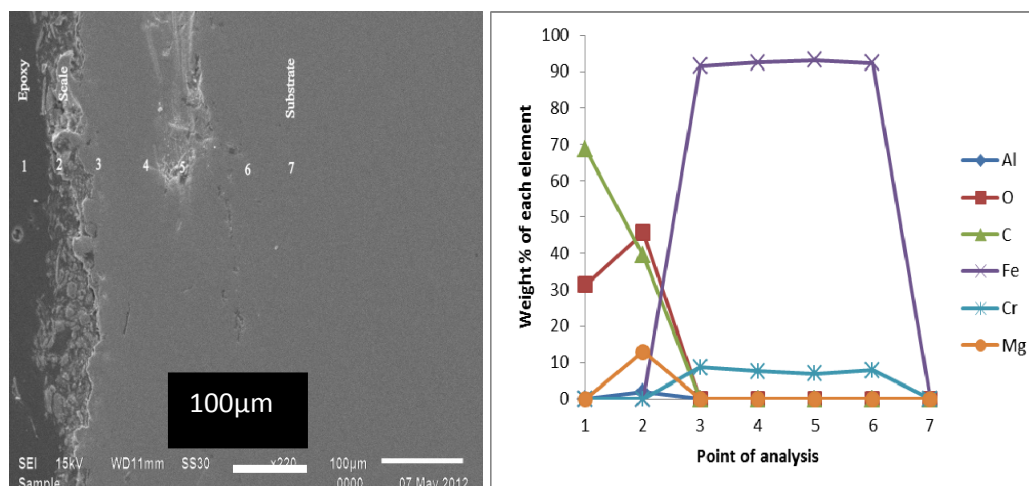 Epoxy
Scale
Substrate
1 2 3 4 5 6 7
100µm
SEI 15kV WD11mm SS30 x220 100µm
Sample 0000 07 May 2012
100
90
80
70
60
50
40
30
20
10
0
Weight % of each element
1 2 3 4 5 6 7
Point of analysis
Al
O
C
Fe
Cr
Mg